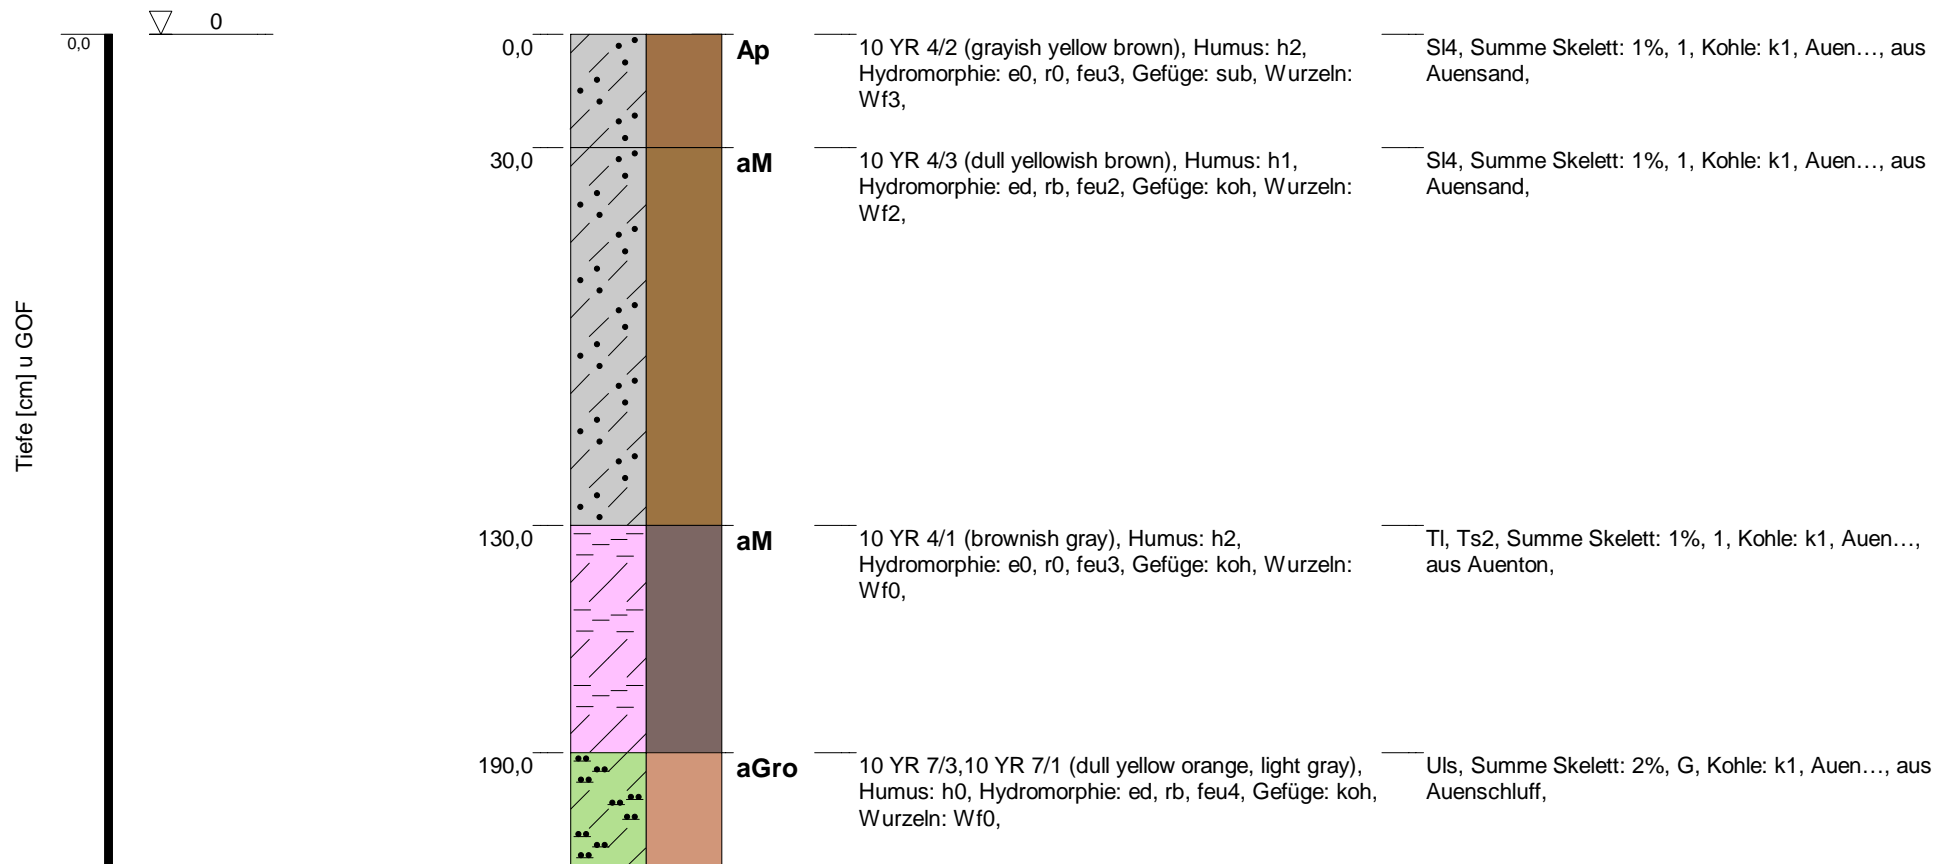 0
0,0
Tiefe [cm] u GOF
0,0
Ap
10 YR 4/2 (grayish yellow brown), Humus: h2,
Hydromorphie: e0, r0, feu3, Gefüge: sub, Wurzeln:
Wf3,
Sl4, Summe Skelett: 1%, 1, Kohle: k1, Auen…, aus
Auensand,
30,0
aM
10 YR 4/3 (dull yellowish brown), Humus: h1,
Hydromorphie: ed, rb, feu2, Gefüge: koh, Wurzeln:
Wf2,
Sl4, Summe Skelett: 1%, 1, Kohle: k1, Auen…, aus
Auensand,
130,0
aM
10 YR 4/1 (brownish gray), Humus: h2,
Hydromorphie: e0, r0, feu3, Gefüge: koh, Wurzeln:
Wf0,
Tl, Ts2, Summe Skelett: 1%, 1, Kohle: k1, Auen…,
aus Auenton,
190,0
aGro
10 YR 7/3,10 YR 7/1 (dull yellow orange, light gray),
Humus: h0, Hydromorphie: ed, rb, feu4, Gefüge: koh,
Wurzeln: Wf0,
Uls, Summe Skelett: 2%, G, Kohle: k1, Auen…, aus
Auenschluff,